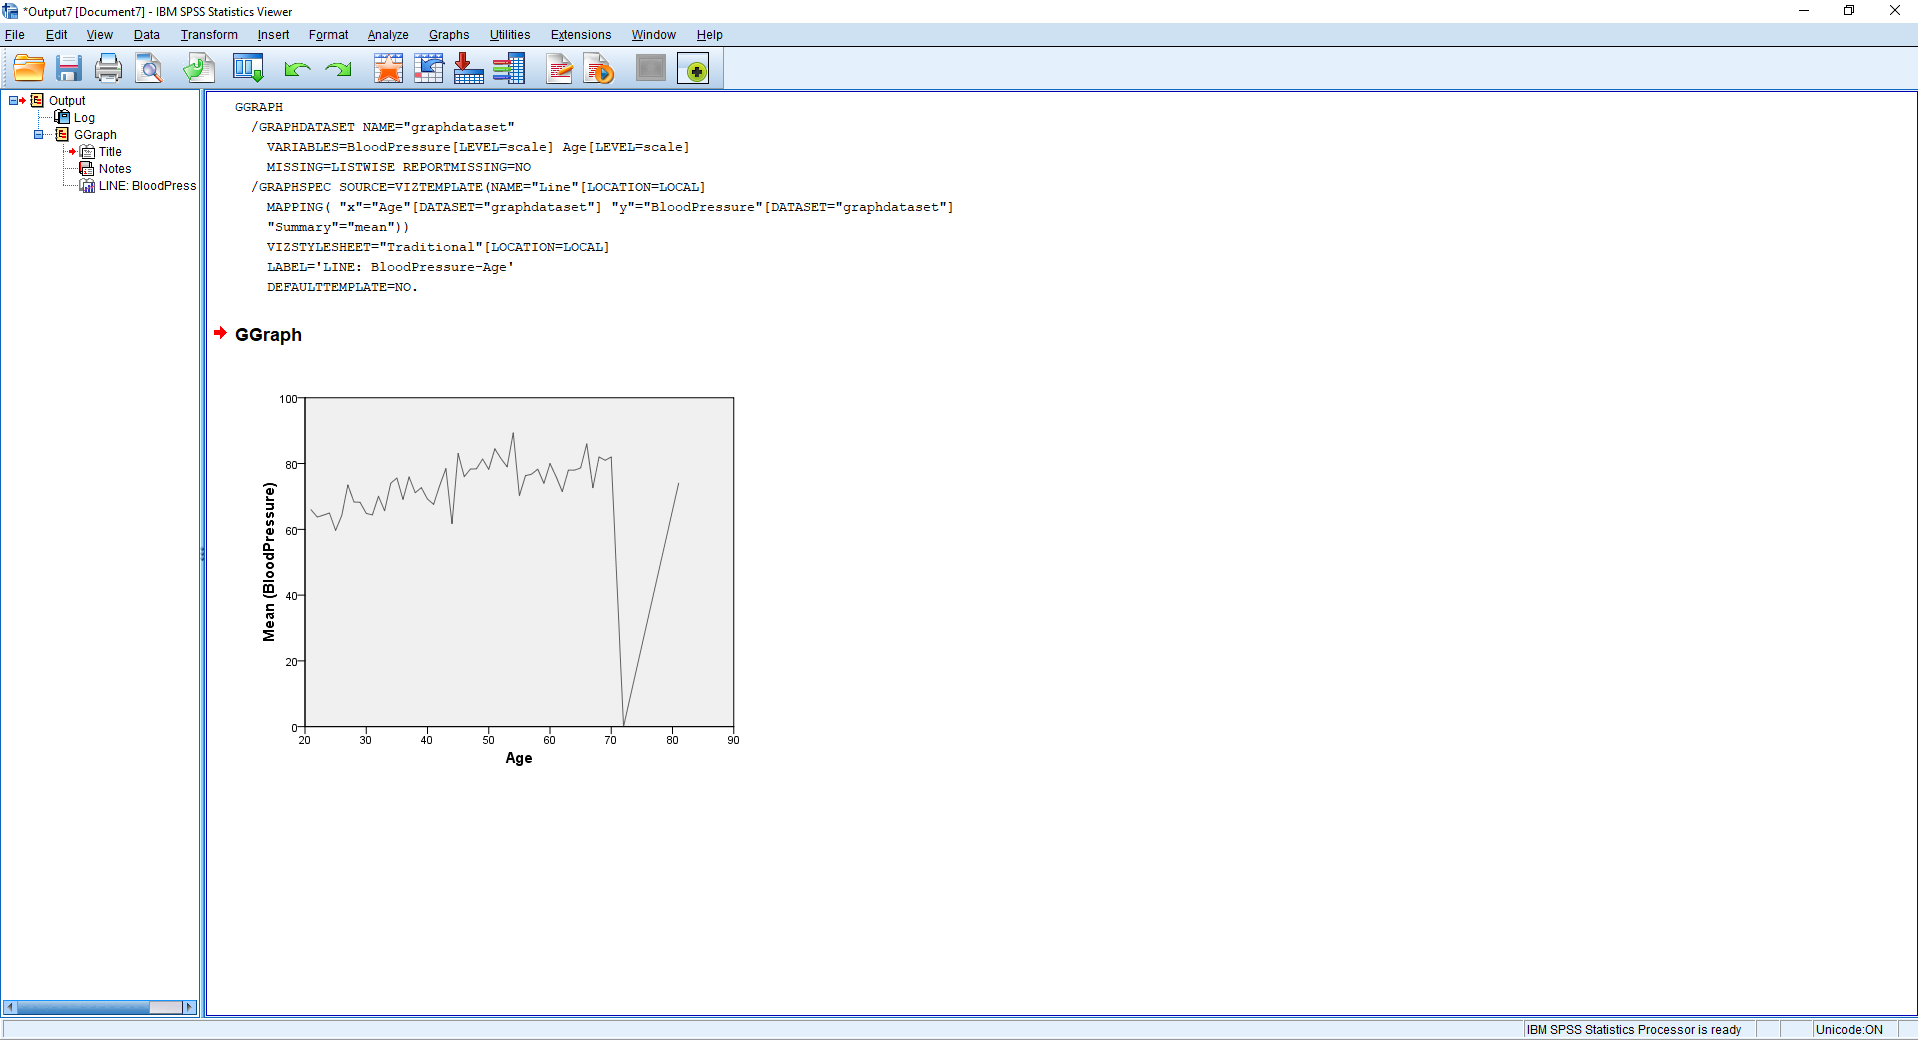 *Output7 [Document7] - IBM SPSS Statistics Viewer
File Edit View Data Transform Insert Format Analyze Graphs Utilities Extensions Window Help
Output
Log
GGraph
Title
Notes
LINE: BloodPress
GGRAPH
/GRAPHDATASET NAME="graphdataset"
VARIABLES=BloodPressure[LEVEL=scale] Age[LEVEL=scale]
MISSING=LISTWISE REPORTMISSING=NO
/GRAPHSPEC SOURCE=VIZTEMPLATE(NAME="Line"[LOCATION=LOCAL]
MAPPING( "x"="Age"[DATASET="graphdataset"] "y"="BloodPressure"[DATASET="graphdataset"]
"Summary"="mean"))
VIZSTYLESHEET="Traditional"[LOCATION=LOCAL]
LABEL='LINE: BloodPressure-Age'
DEFAULTTEMPLATE=NO.
GGraph
100
80
60
40
20
0
Mean (BloodPressure)
20 30 40 50 60 70 80 90
Age
IBM SPSS Statistics Processor is ready Unicode:ON